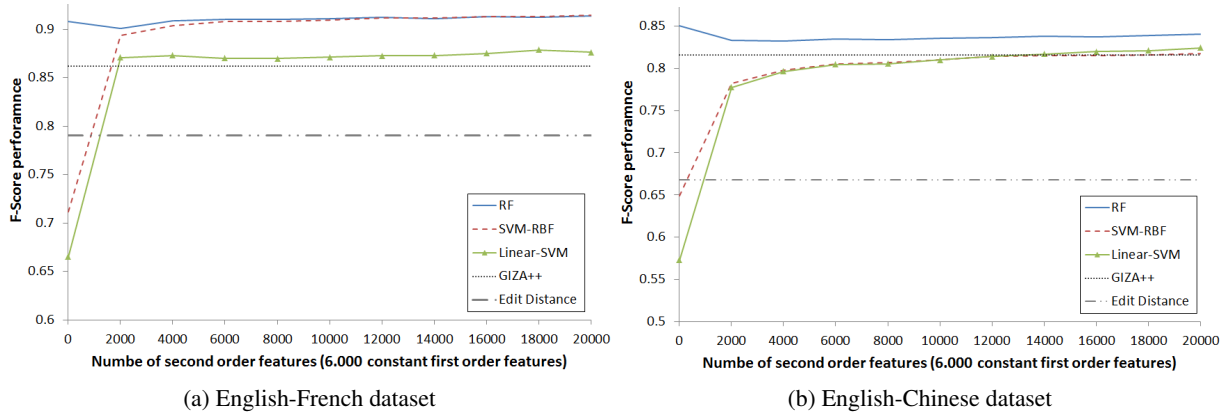 0.9
0.85
0.8
0.75
0.7
0.65
0.6
F-Score perforamnce
RF
SVM-RBF
Linear-SVM
GIZA++
Edit Distance
0 2000 4000 6000 8000 10000 12000 14000 16000 18000 20000
Numbe of second order features (6.000 constant first order features)
(a) English-French dataset
0.85
0.8
0.75
0.7
0.65
0.6
0.55
0.5
F-Score perforamnce
RF
SVM-RBF
Linear-SVM
GIZA++
Edit Distance
0 2000 4000 6000 8000 10000 12000 14000 16000 18000 20000
Numbe of second order features (6.000 constant first order features)
(b) English-Chinese dataset